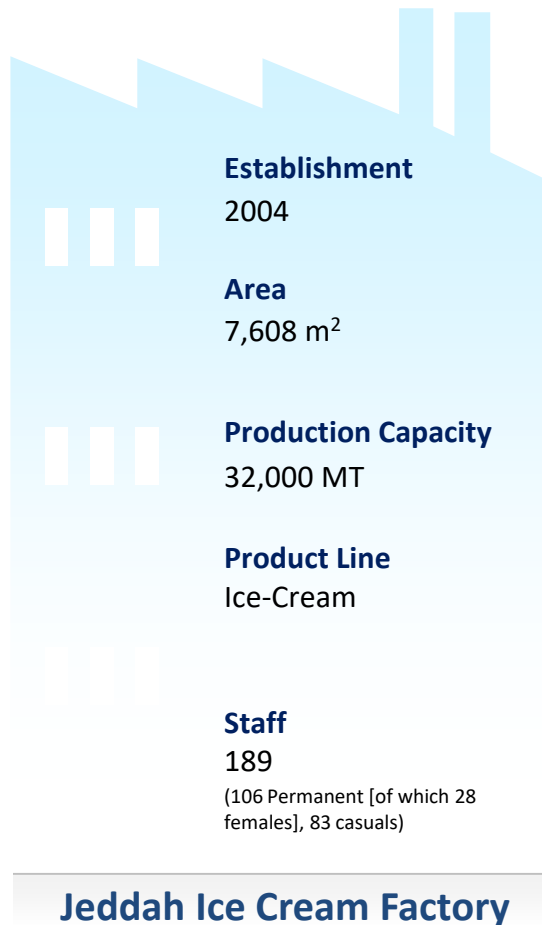 Establishment
2004
Area
7,608 m²
Production Capacity
32,000 MT
Product Line
Ice-Cream
Staff
189
(106 Permanent [of which 28
females], 83 casuals)
Jeddah Ice Cream Factory